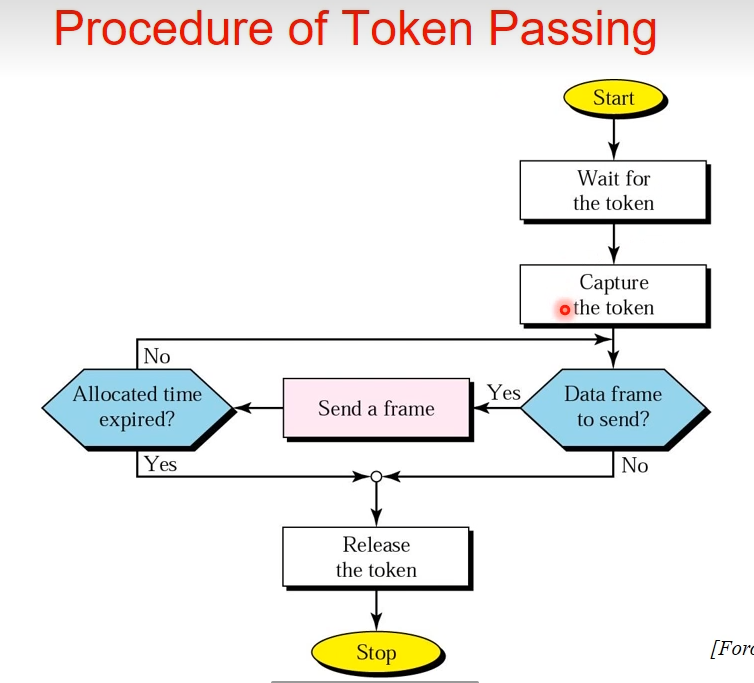 Procedure of Token Passing
Start
Wait for
the token
Capture
the token
Data frame
to send?
Yes
No
Send a frame
Allocated time
expired?
No
Yes
Release
the token
Stop